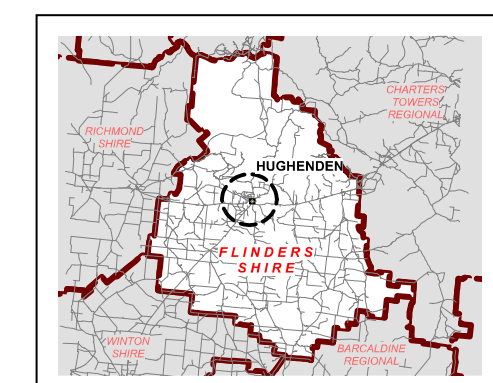 CHARTERS
TOWERS
REGIONAL
RICHMOND
SHIRE
HUGHENDEN
FLINDERS
SHIRE
WINTON
SHIRE
BARCALDINE
REGIONAL